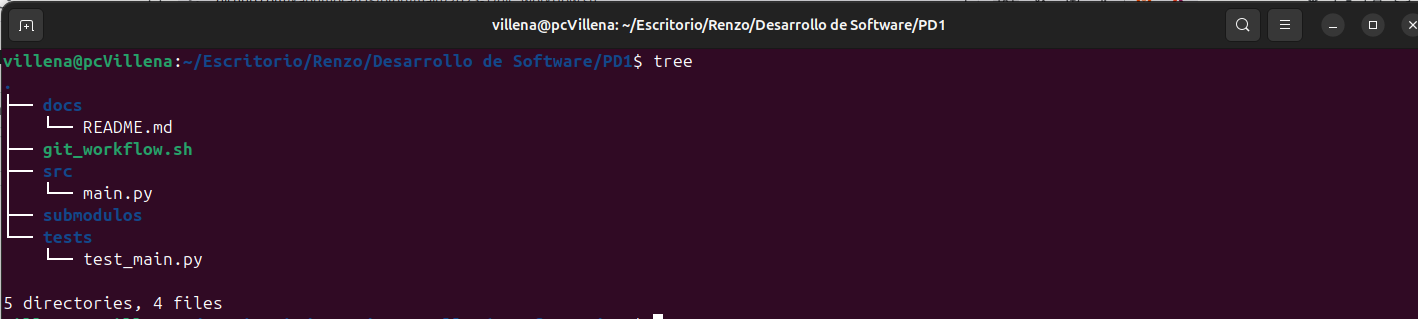 villena@pcVillena: ~/Escritorio/Renzo/Desarrollo de Software/PD1
villena@pcVillena:~/Escritorio/Renzo/Desarrollo de Software/PD1$ tree
.
├── docs
│   └── README.md
├── git_workflow.sh
├── src
│   └── main.py
├── submodulos
└── tests
    └── test_main.py
5 directories, 4 files